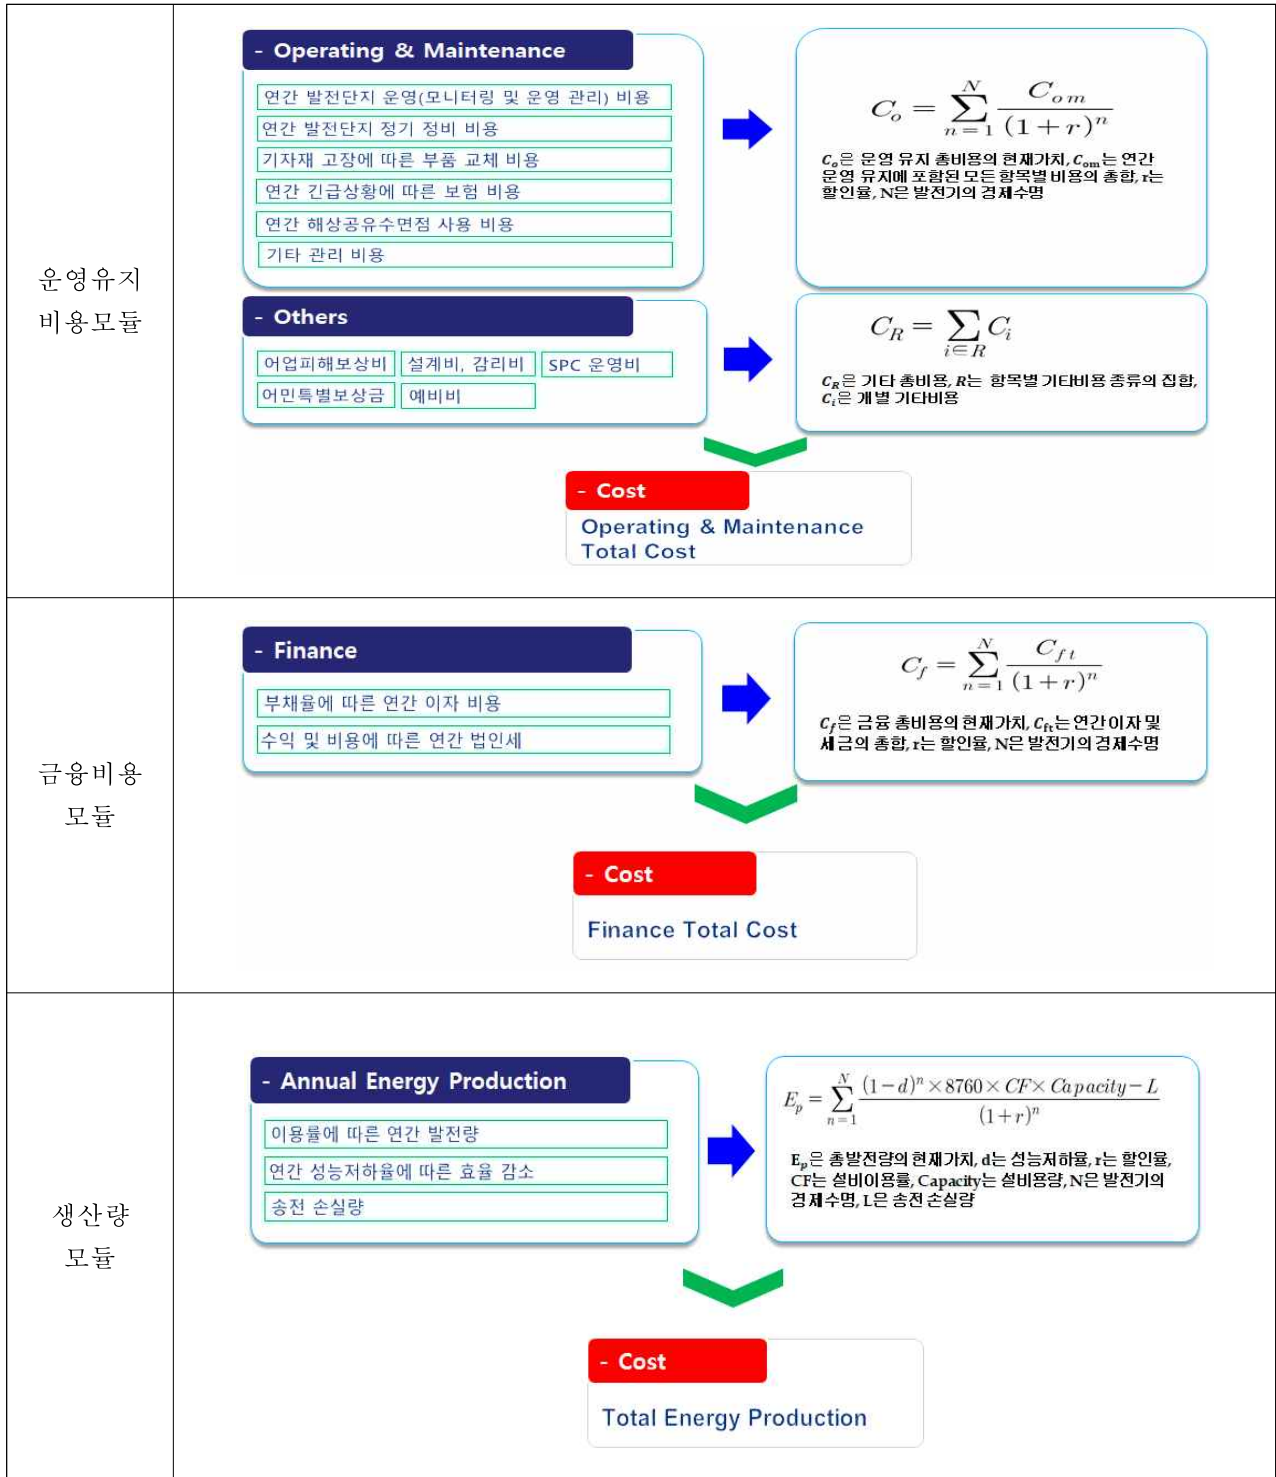 운영유지
비용모듈
- Operating & Maintenance
연간 발전단지 운영(모니터링 및 운영 관리) 비용
연간 발전단지 정기 정비 비용
기자재 고장에 따른 부품 교체 비용
연간 긴급상황에 따른 보험 비용
연간 해상공유수면점 사용 비용
기타 관리 비용
C_o = \sum_{n=1}^{N} \frac{C_{om}}{(1+r)^n}
C_o은 운영 유지 총비용의 현재가치, C_om는 연간
운영 유지에 포함된 모든 항목별 비용의 총합, r는
할인율, N은 발전기의 경제수명
- Others
어업피해보상비 설계비, 감리비 SPC 운영비
어민특별보상금 예비비
C_R = \sum_{i∈R} C_i
C_R은 기타 총비용, R는 항목별 기타비용 종류의 집합,
C_i은 개별 기타비용
- Cost
Operating & Maintenance
Total Cost
금융비용
모듈
- Finance
부채율에 따른 연간 이자 비용
수익 및 비용에 따른 연간 법인세
C_f = \sum_{n=1}^{N} \frac{C_{ft}}{(1+r)^n}
C_f은 금융 총비용의 현재가치, C_ft는 연간 이자 및
세금의 총합, r는 할인율, N은 발전기의 경제수명
- Cost
Finance Total Cost
생산량
모듈
- Annual Energy Production
이용률에 따른 연간 발전량
연간 성능저하율에 따른 효율 감소
송전 손실량
E_p = \sum_{n=1}^{N} \frac{(1-d)^n × 8760 × CF × Capacity - L}{(1+r)^n}
E_p은 총발전량의 현재가치, d는 성능저하율, r는 할인율,
CF는 설비이용률, Capacity는 설비용량, N은 발전기의
경제수명, L은 송전 손실량
- Cost
Total Energy Production